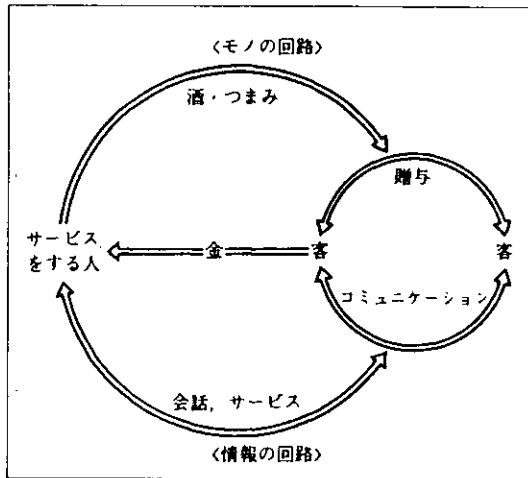 〈モノの回路〉
酒・つまみ
贈与
サービス
をする人
金
客
客
コミュニケーション
会話，サービス
〈情報の回路〉